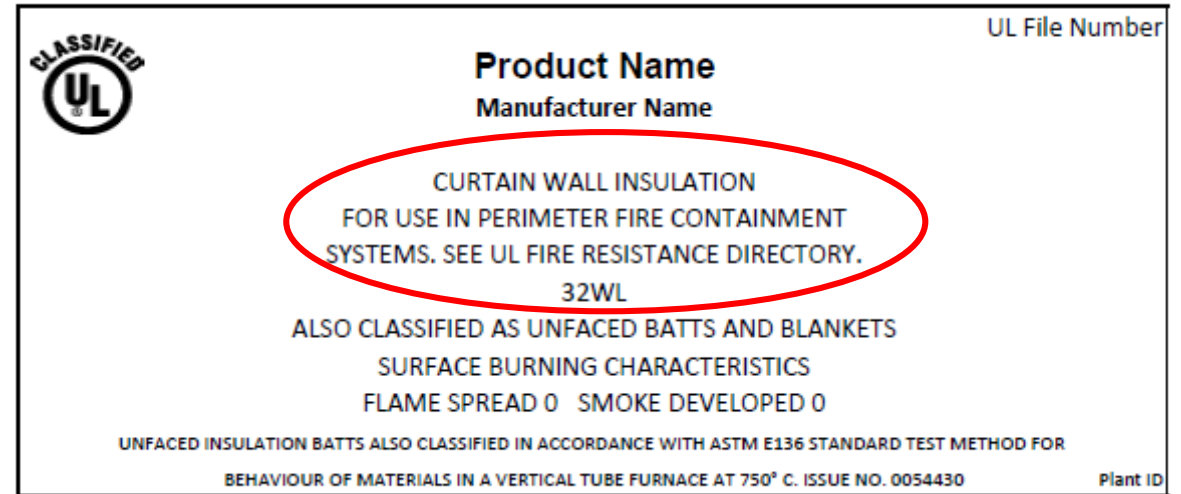 UL File Number
CLASSIFIED
UL
®
Product Name
Manufacturer Name
CURTAIN WALL INSULATION
FOR USE IN PERIMETER FIRE CONTAINMENT
SYSTEMS. SEE UL FIRE RESISTANCE DIRECTORY.
32WL
ALSO CLASSIFIED AS UNFACED BATTS AND BLANKETS
SURFACE BURNING CHARACTERISTICS
FLAME SPREAD 0 SMOKE DEVELOPED 0
UNFACED INSULATION BATTS ALSO CLASSIFIED IN ACCORDANCE WITH ASTM E136 STANDARD TEST METHOD FOR
BEHAVIOUR OF MATERIALS IN A VERTICAL TUBE FURNACE AT 750° C. ISSUE NO. 0054430 Plant ID